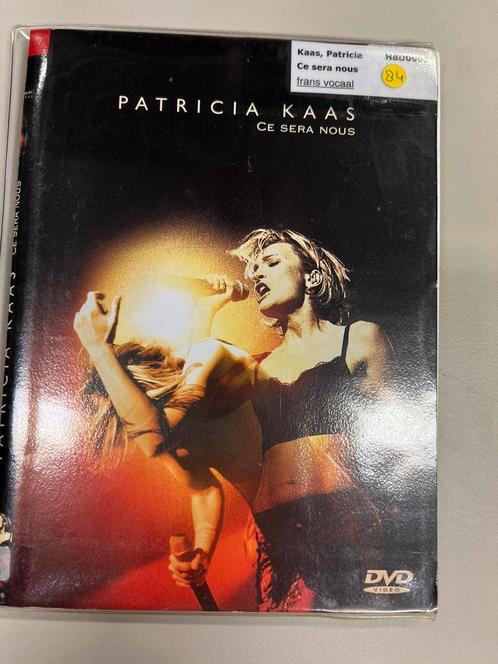 Kaas, Patricia
Ce sera nous
frans vocaal
84
PATRICIA KAAS
CE SERA NOUS
PATRICIA KAAS CE SERA NOUS
DVD
VIDEO